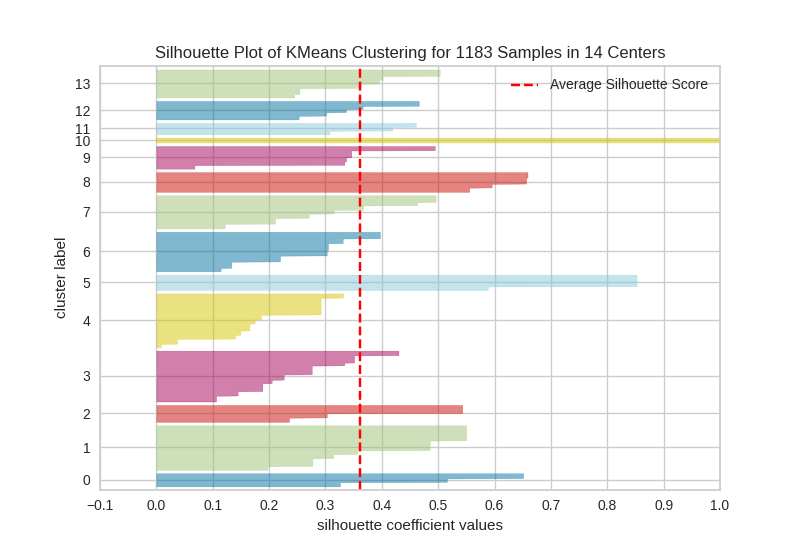 Silhouette Plot of KMeans Clustering for 1183 Samples in 14 Centers
Average Silhouette Score
13
12
11
10
9
8
7
6
5
4
3
2
1
0
cluster label
−0.1 0.0 0.1 0.2 0.3 0.4 0.5 0.6 0.7 0.8 0.9 1.0
silhouette coefficient values